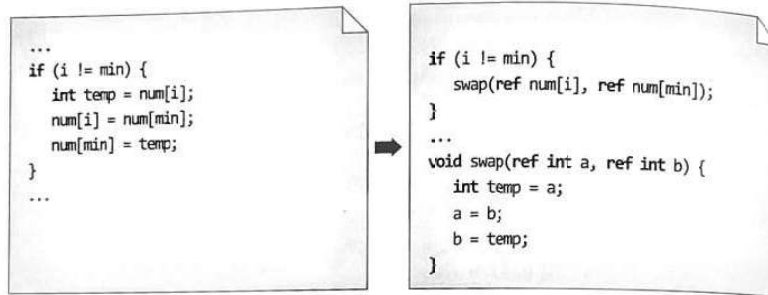 ...
if (i != min) {
int temp = num[i];
num[i] = num[min];
num[min] = temp;
}
...
if (i != min) {
swap(ref num[i], ref num[min]);
}
...
void swap(ref int a, ref int b) {
int temp = a;
a = b;
b = temp;
}